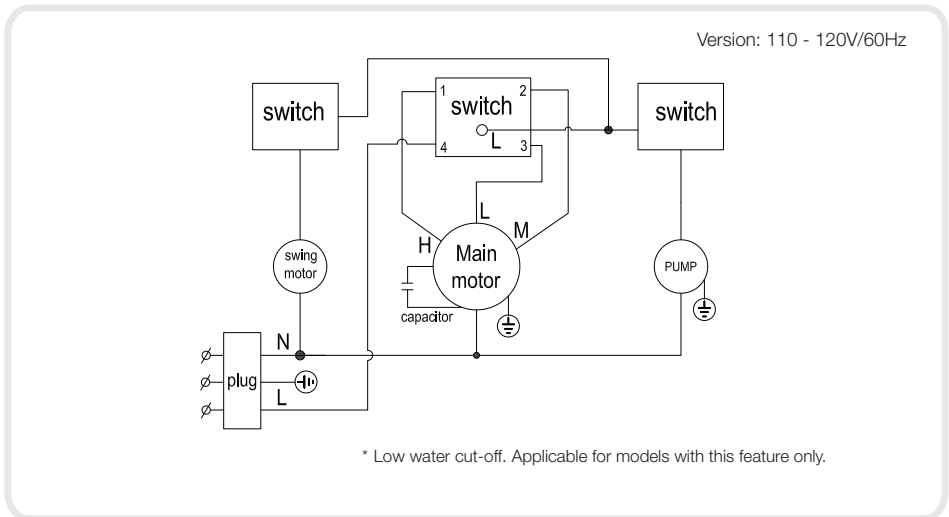 Version: 110 - 120V/60Hz
switch
1
switch
2
L
4
3
switch
L
H
M
Main
motor
swing
motor
PUMP
capacitor
N
plug
L
* Low water cut-off. Applicable for models with this feature only.